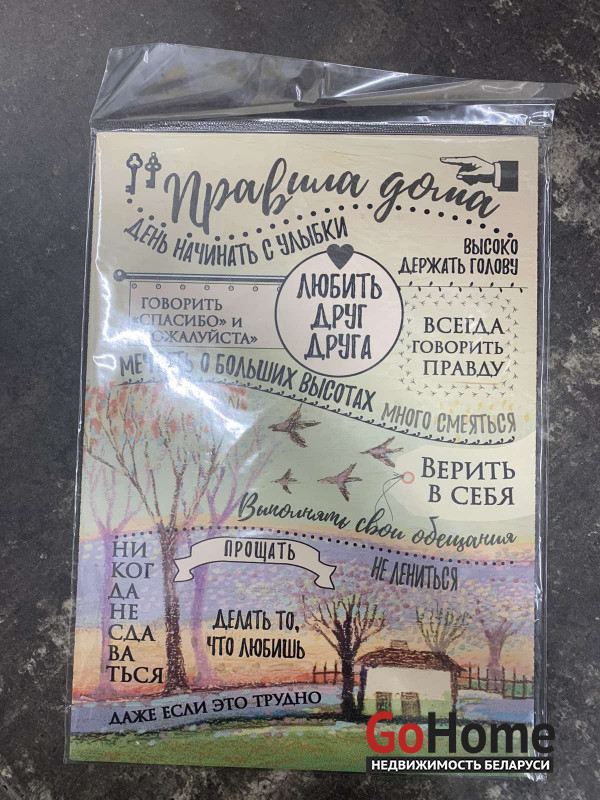 Правила дома
ДЕНЬ НАЧИНАТЬ С УЛЫБКИ
ВЫСОКО
ДЕРЖАТЬ ГОЛОВУ
ЛЮБИТЬ
ДРУГ
ДРУГА
ГОВОРИТЬ
«СПАСИБО» И
«ПОЖАЛУЙСТА»
ВСЕГДА
ГОВОРИТЬ
ПРАВДУ
МЕЧТАТЬ О БОЛЬШИХ ВЫСОТАХ
МНОГО СМЕЯТЬСЯ
ВЕРИТЬ
В СЕБЯ
Выполнять свои обещания
НИ
КОГ
ДА
НЕ
СДА
ВА
ТЬСЯ
ПРОЩАТЬ
НЕ ЛЕНИТЬСЯ
ДЕЛАТЬ ТО,
ЧТО ЛЮБИШЬ
ДАЖЕ ЕСЛИ ЭТО ТРУДНО
GoHome
НЕДВИЖИМОСТЬ БЕЛАРУСИ